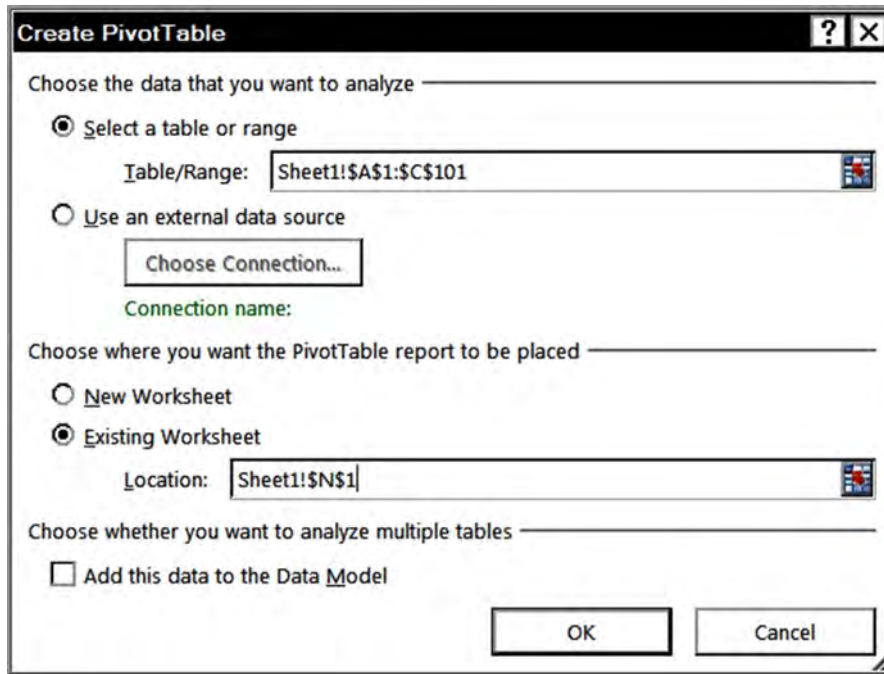 Create PivotTable
? X
Choose the data that you want to analyze
Select a table or range
Table/Range: Sheet1!$A$1:$C$101
Use an external data source
Choose Connection...
Connection name:
Choose where you want the PivotTable report to be placed
New Worksheet
Existing Worksheet
Location: Sheet1!$N$1
Choose whether you want to analyze multiple tables
Add this data to the Data Model
OK Cancel